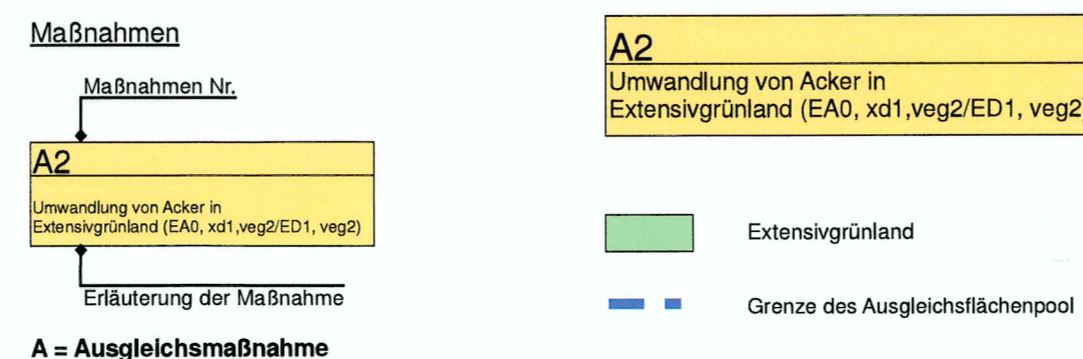 Maßnahmen
Maßnahmen Nr.
A2
Umwandlung von Acker in
Extensivgrünland (EA0, xd1,veg2/ED1, veg2)
Erläuterung der Maßnahme
A = Ausgleichsmaßnahme
A2
Umwandlung von Acker in
Extensivgrünland (EA0, xd1,veg2/ED1, veg2)
Extensivgrünland
Grenze des Ausgleichsflächenpool